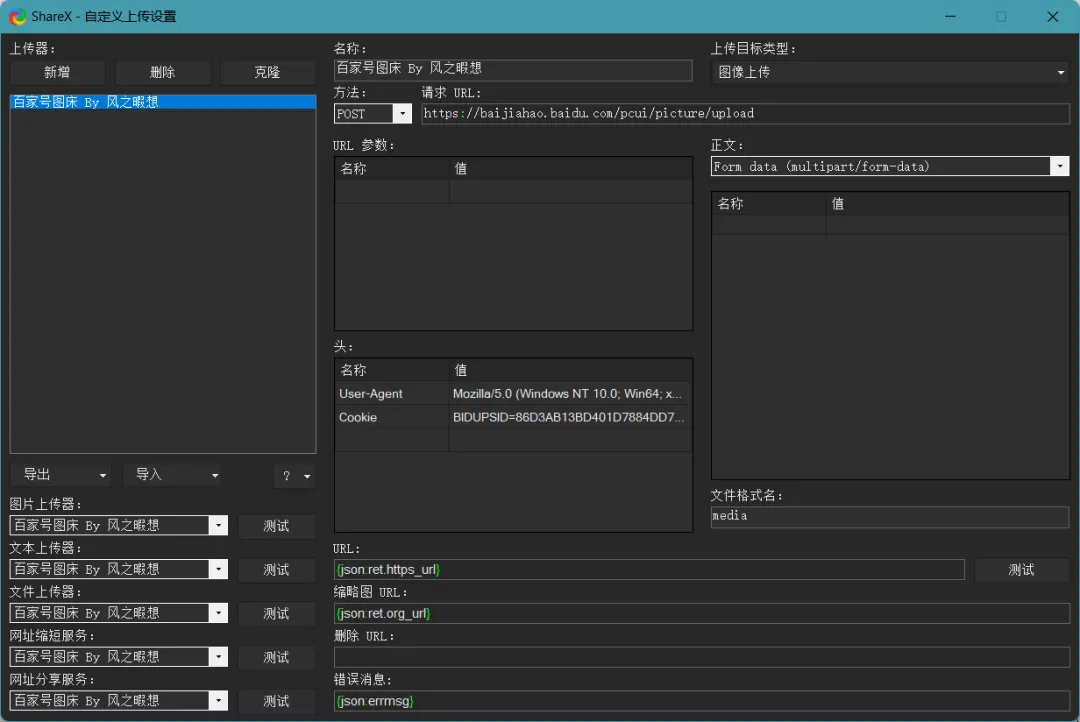 ShareX - 自定义上传设置
上传器:
新增 删除 克隆
百家号图床 By 风之暇想
导出 导入 ?
图片上传器:
百家号图床 By 风之暇想 测试
文本上传器:
百家号图床 By 风之暇想 测试
文件上传器:
百家号图床 By 风之暇想 测试
网址缩短服务:
百家号图床 By 风之暇想 测试
网址分享服务:
百家号图床 By 风之暇想 测试
名称:
百家号图床 By 风之暇想
方法: 请求 URL:
POST https://baijiahao.baidu.com/pcui/picture/upload
URL 参数:
名称 值
头:
名称 值
User-Agent Mozilla/5.0 (Windows NT 10.0; Win64; x...
Cookie BIDUPSID=86D3AB13BD401D7884DD7...
上传目标类型:
图像上传
正文:
Form data (multipart/form-data)
名称 值
文件格式名:
media
URL:
{json:ret.https_url} 测试
缩略图 URL:
{json:ret.org_url}
删除 URL:
错误消息:
{json:errmsg}